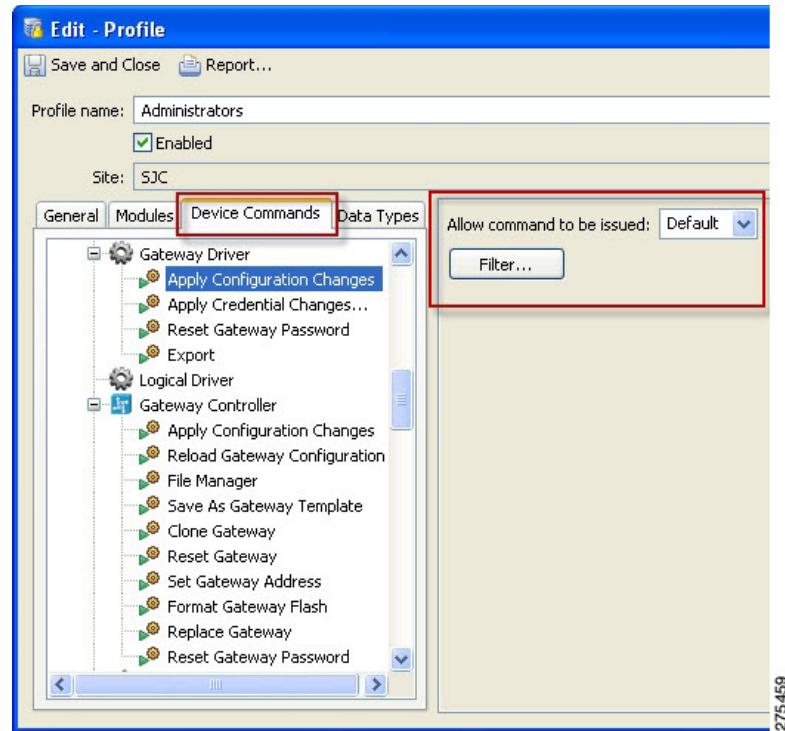 Edit - Profile
Save and Close Report...
Profile name: Administrators
Enabled
Site: SJC
General Modules Device Commands Data Types
Allow command to be issued: Default
Filter...
Gateway Driver
Apply Configuration Changes
Apply Credential Changes...
Reset Gateway Password
Export
Logical Driver
Gateway Controller
Apply Configuration Changes
Reload Gateway Configuration
File Manager
Save As Gateway Template
Clone Gateway
Reset Gateway
Set Gateway Address
Format Gateway Flash
Replace Gateway
Reset Gateway Password
275459